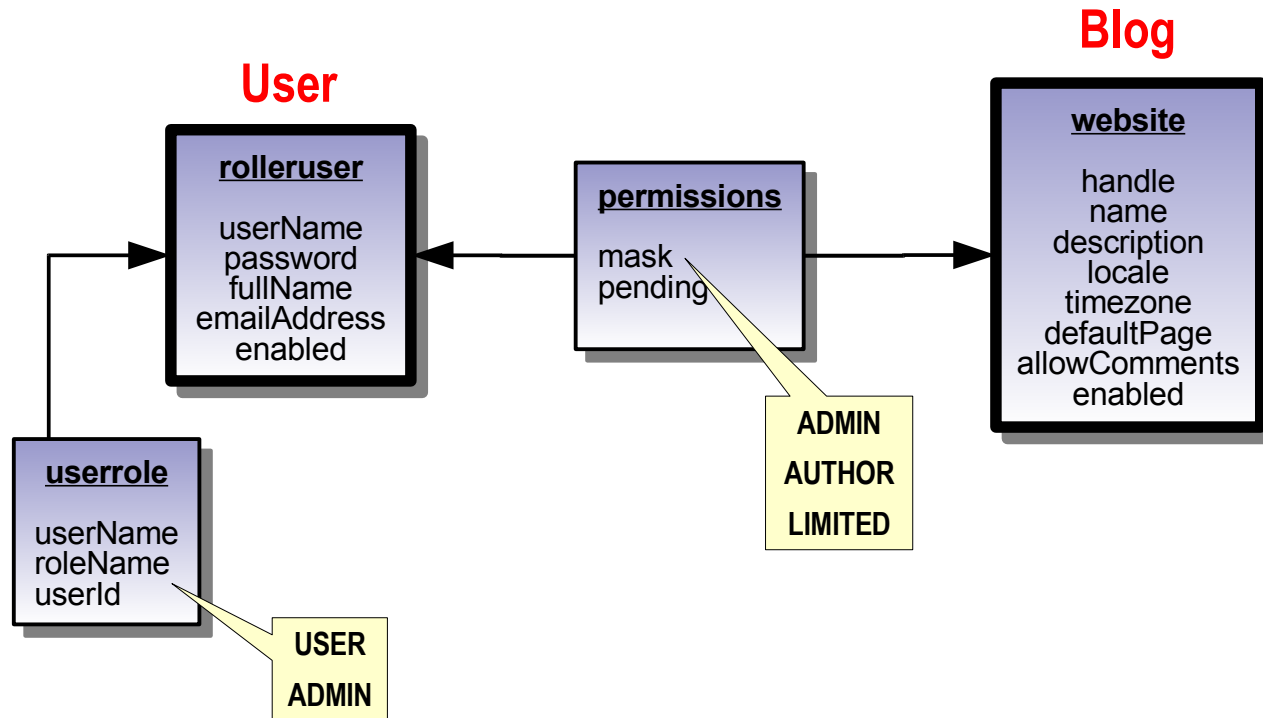 Blog
User
website
handle
name
description
locale
timezone
defaultPage
allowComments
enabled
rolleruser
userName
password
fullName
emailAddress
enabled
permissions
mask
pending
ADMIN
AUTHOR
LIMITED
userrole
userName
roleName
userId
USER
ADMIN